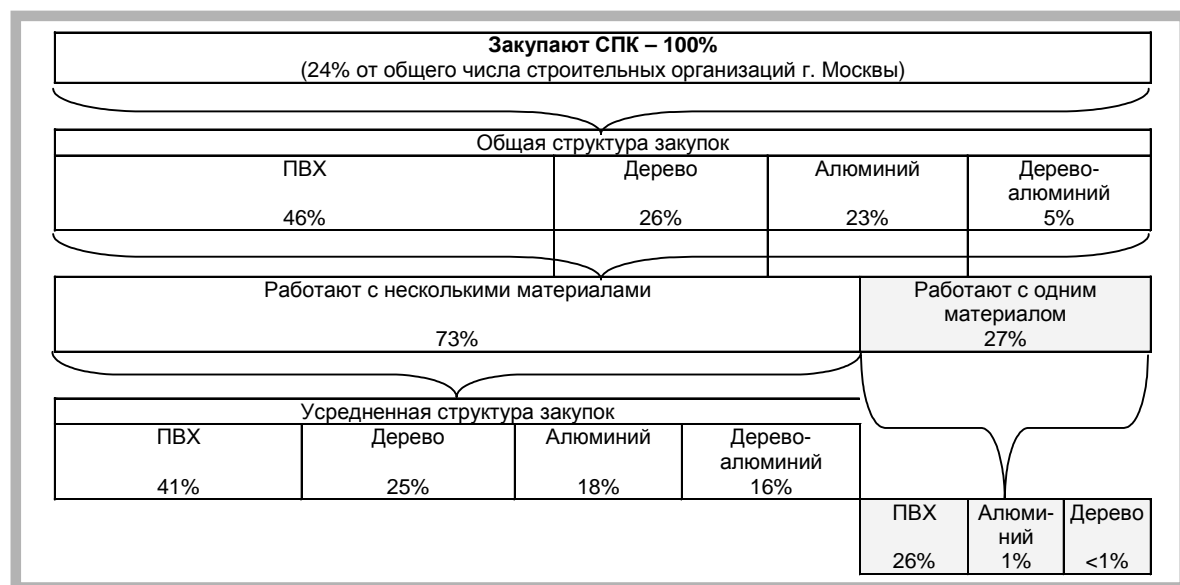 Закупают СПК – 100%
(24% от общего числа строительных организаций г. Москвы)
Общая структура закупок
ПВХ
46%
Дерево
26%
Алюминий
23%
Дерево-
алюминий
5%
Работают с несколькими материалами
73%
Работают с одним
материалом
27%
Усредненная структура закупок
ПВХ
41%
Дерево
25%
Алюминий
18%
Дерево-
алюминий
16%
ПВХ
26%
Алюми-
ний
1%
Дерево
<1%